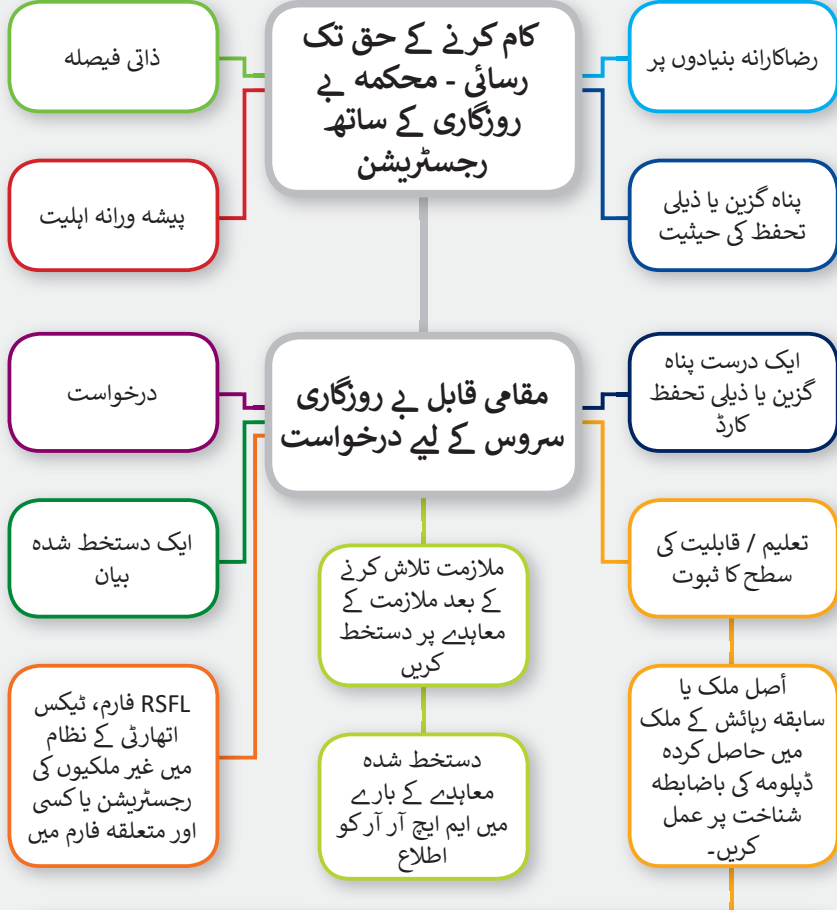 کام کرنے کے حق تک
رسائی - محکمہ بے
روزگاری کے ساتھ
رجسٹریشن
رضاکارانہ بنیادوں پر
پناہ گزین یا ذیلی
تحفظ کی حیثیت
ذاتی فیصلہ
پیشہ ورانہ اہلیت
مقامی قابل بے روزگاری
سروس کے لیے درخواست
ایک درست پناہ
گزین یا ذیلی تحفظ
کارڈ
تعلیم / قابلیت کی
سطح کا ثبوت
أصل ملک یا
سابقہ رہائش کے ملک
میں حاصل کردہ
ڈپلومہ کی باضابطہ
شناخت پر عمل
کریں۔
درخواست
ایک دستخط شدہ
بیان
RSFL فارم، ٹیکس
اتھارٹی کے نظام
میں غیر ملکیوں کی
رجسٹریشن یا کسی
اور متعلقہ فارم میں
ملازمت تلاش کرنے
کے بعد ملازمت کے
معاہدے پر دستخط
کریں
دستخط شدہ
معاہدے کے بارے
میں ایم ایچ آر آر کو
اطلاع